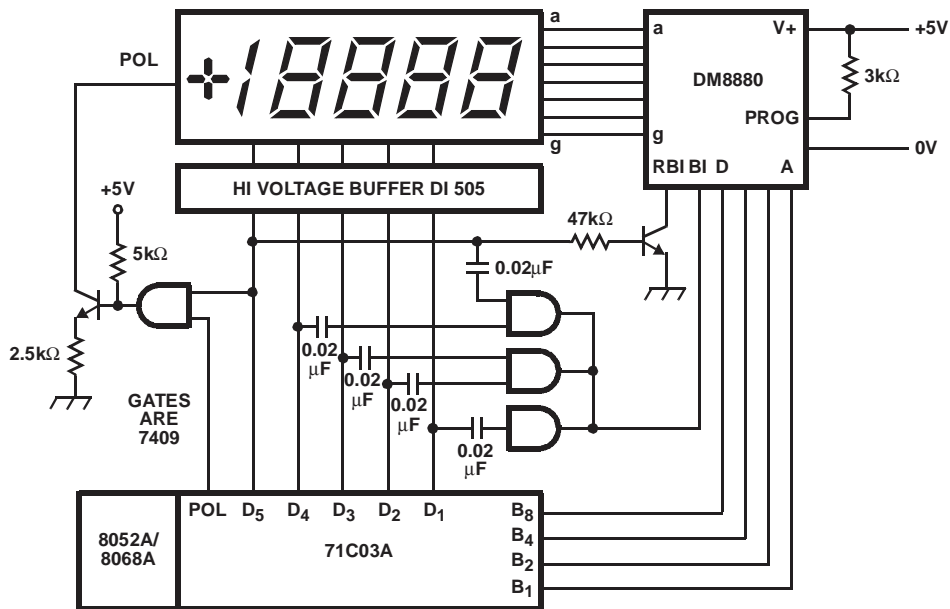 POL
a
g
+5V
5kΩ
2.5kΩ
GATES
ARE
7409
HI VOLTAGE BUFFER DI 505
a
V+
DM8880
PROG
g
RBI BI D A
+5V
3kΩ
0V
47kΩ
0.02µF
0.02
µF
0.02
µF
0.02
µF
0.02
µF
8052A/
8068A
POL D5 D4 D3 D2 D1
71C03A
B8
B4
B2
B1